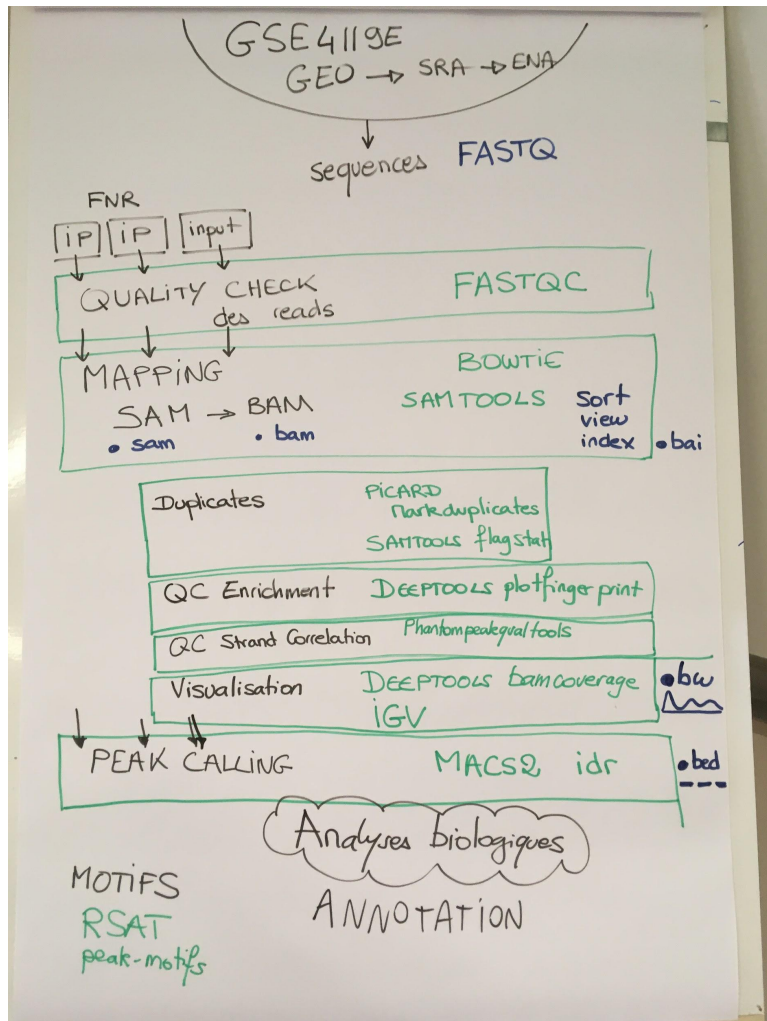 GSE4119E
GEO → SRA → ENA
sequences FASTQ
FNR
iP iP input
QUALITY CHECK FASTQC
des reads
MAPPING BOWTIE
SAM → BAM SAMTOOLS sort
.sam .bam view
index .bai
Duplicates PICARD
Markduplicates
SAMTOOLS flagstat
QC Enrichment DEEPTOOLS plotfingerprint
QC Strand Correlation Phantompeakqualtools
Visualisation DEEPTOOLS bamcoverage .bw
iGV
PEAK CALLING MACS2 idr .bed
Analyses biologiques
MOTIFS ANNOTATION
RSAT
peak-motifs